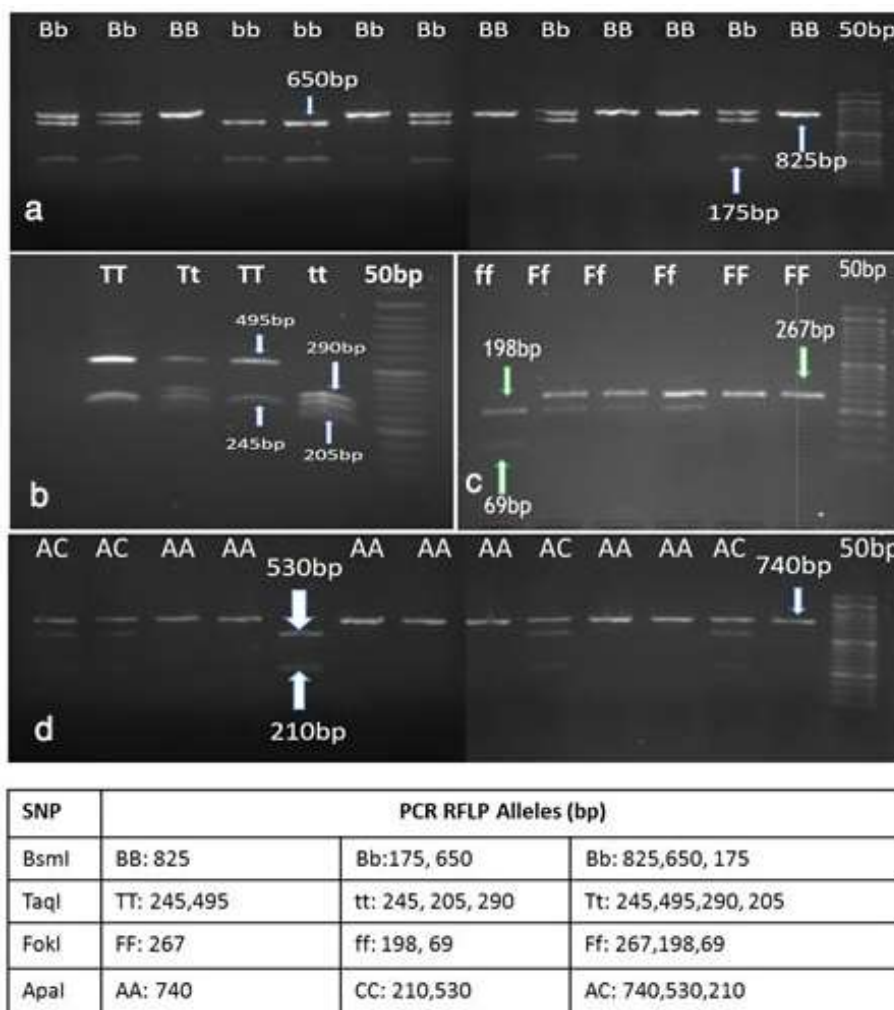 Bb Bb BB bb bb Bb Bb BB Bb BB BB Bb BB 50bp
650bp
825bp
175bp
a
TT Tt TT tt 50bp
495bp
290bp
245bp
205bp
b
ff Ff Ff Ff FF FF 50bp
198bp
267bp
69bp
c
AC AC AA AA AA AA AA AC AA AA AC 50bp
530bp
740bp
210bp
d
SNP PCR RFLP Alleles (bp)
BsmI BB: 825 Bb:175, 650 Bb: 825,650, 175
TaqI TT: 245,495 tt: 245, 205, 290 Tt: 245,495,290, 205
FokI FF: 267 ff: 198, 69 Ff: 267,198,69
ApaI AA: 740 CC: 210,530 AC: 740,530,210